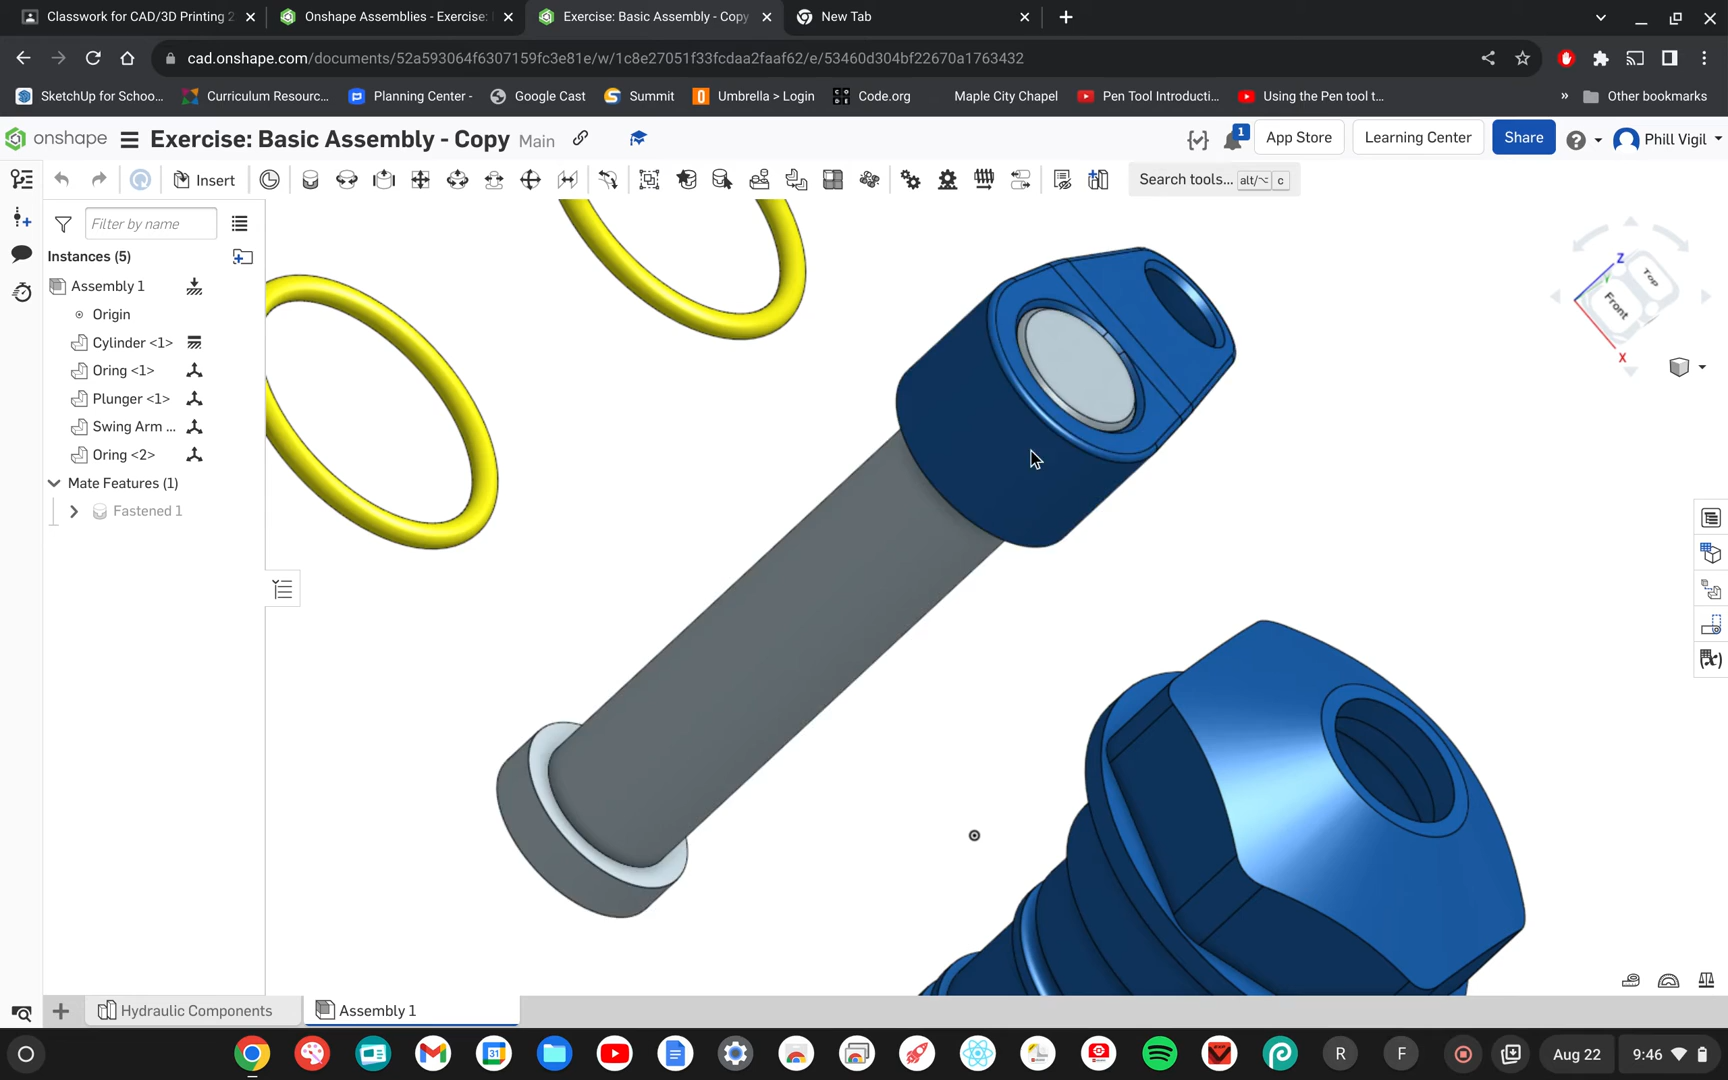 Classwork for CAD/3D Printing 2
Onshape Assemblies - Exercise:
Exercise: Basic Assembly - Copy
New Tab
cad.onshape.com/documents/52a593064f6307159fc3e81e/w/1c8e27051f33fcdaa2faaf62/e/53460d304bf22670a1763432
SketchUp for Schoo...
Curriculum Resourc...
Planning Center -
Google Cast
Summit
Umbrella > Login
Code.org
Maple City Chapel
Pen Tool Introducti...
Using the Pen tool t...
»
Other bookmarks
onshape
Exercise: Basic Assembly - Copy
Main
1
App Store
Learning Center
Share
Phill Vigil
Insert
Search tools... alt/⌥ c
Filter by name
Instances (5)
Assembly 1
Origin
Cylinder <1>
Oring <1>
Plunger <1>
Swing Arm ...
Oring <2>
Mate Features (1)
Fastened 1
Z
Top
Front
X
(x)
Hydraulic Components
Assembly 1
31
R
F
Aug 22
9:46